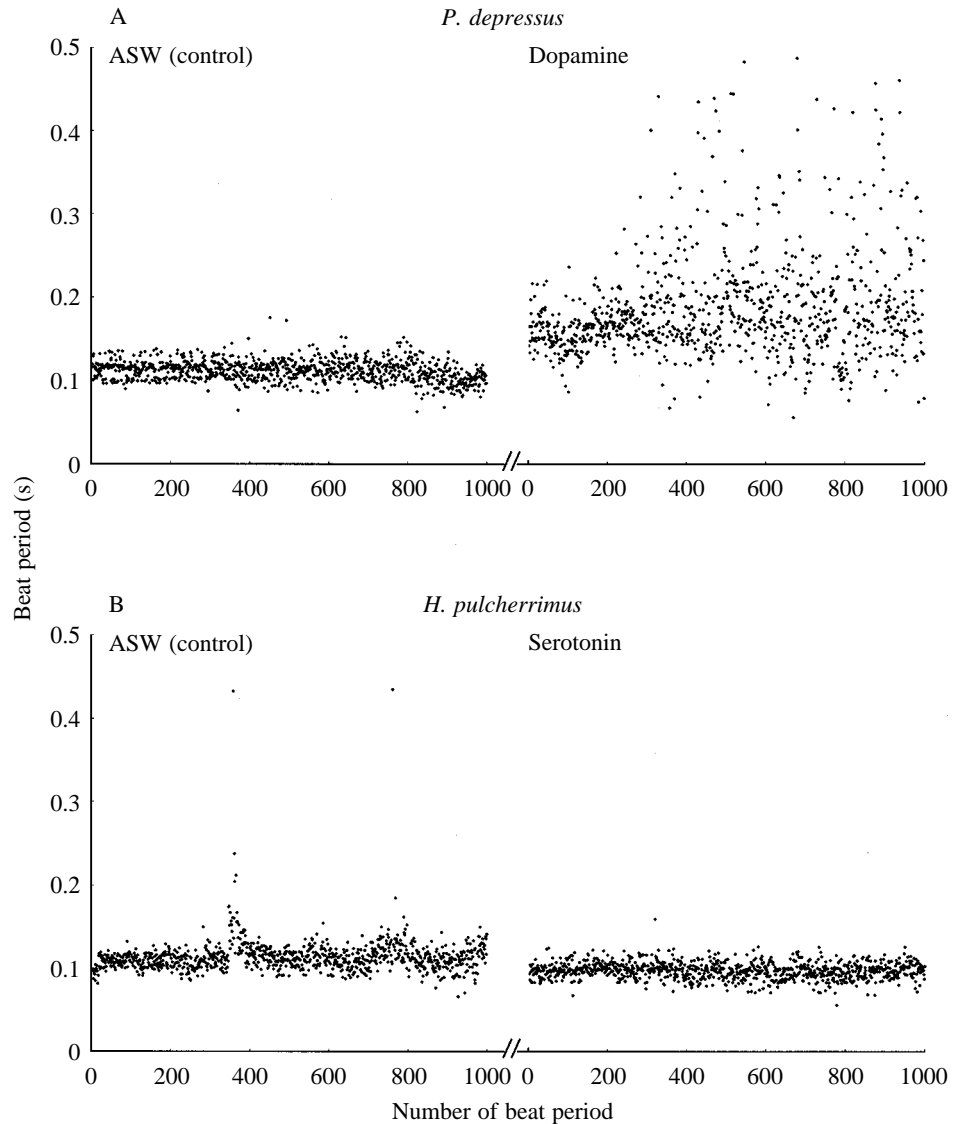 A
P. depressus
ASW (control)
Dopamine
0.5
0.4
0.3
0.2
0.1
0
0 200 400 600 800 1000 0 200 400 600 800 1000
Beat period (s)
B
H. pulcherrimus
ASW (control)
Serotonin
0.5
0.4
0.3
0.2
0.1
0
0 200 400 600 800 1000 0 200 400 600 800 1000
Number of beat period